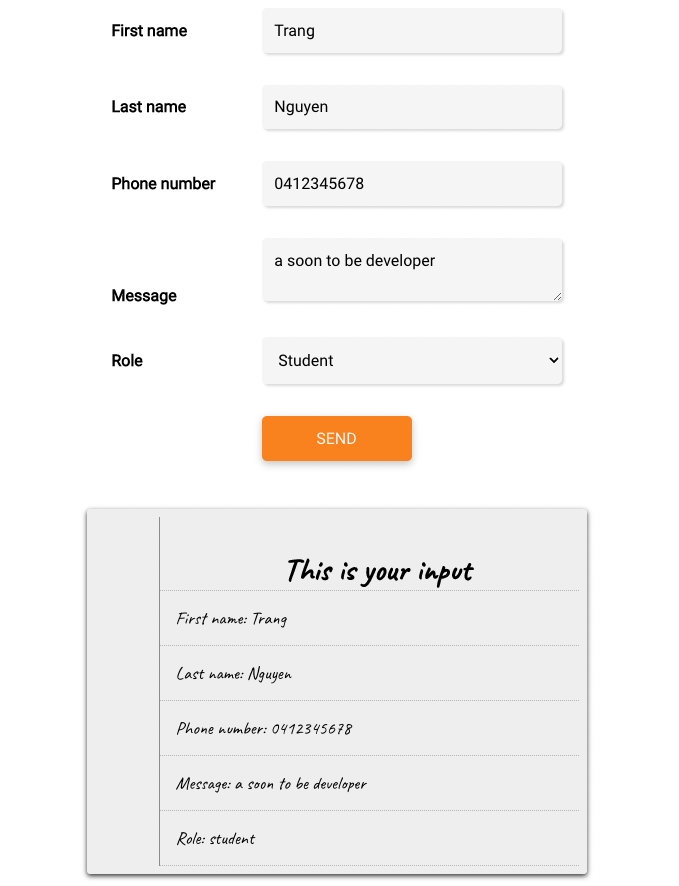 First name Trang
Last name Nguyen
Phone number 0412345678
a soon to be developer
Message
Role Student
SEND
This is your input
First name: Trang
Last name: Nguyen
Phone number: 0412345678
Message: a soon to be developer
Role: student